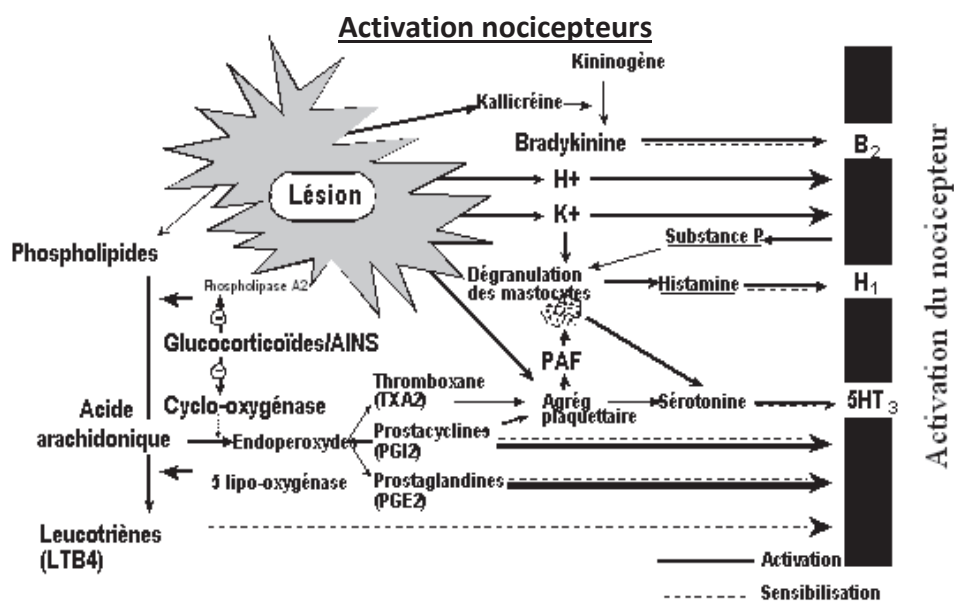 Activation nocicepteurs
Kininogène
Kallicréine
Bradykinine
B2
Lésion
H+
K+
Substance P
Phospholipides
Dégranulation
des mastocytes
Histamine
H1
Phospholipase A2
Glucocorticoïdes/AINS
PAF
Thromboxane
(TXA2)
Cyclo-oxygénase
Agrég
plaquettaire
Sérotonine
5HT3
Acide
arachidonique
Endoperoxydes
Prostacyclines
(PGI2)
5 lipo-oxygénase
Prostaglandines
(PGE2)
Leucotriènes
(LTB4)
Activation
Sensibilisation
Activation du nocicepteur